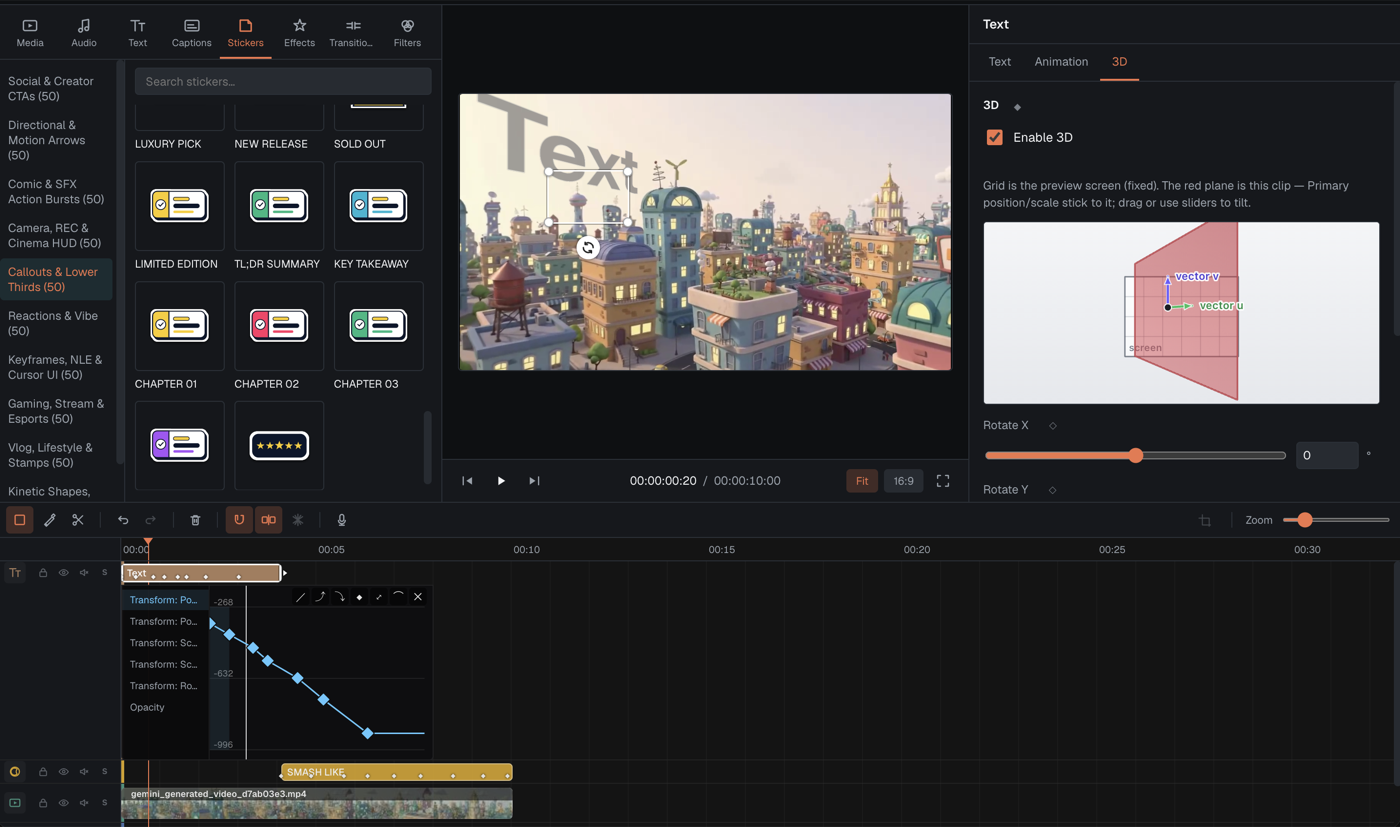 Media
Audio
Text
Captions
Stickers
Effects
Transitio...
Filters
Social & Creator
CTAs (50)
Directional &
Motion Arrows
(50)
Comic & SFX
Action Bursts (50)
Camera, REC &
Cinema HUD (50)
Callouts & Lower
Thirds (50)
Reactions & Vibe
(50)
Keyframes, NLE &
Cursor UI (50)
Gaming, Stream &
Esports (50)
Vlog, Lifestyle &
Stamps (50)
Kinetic Shapes,
Search stickers...
LUXURY PICK
NEW RELEASE
SOLD OUT
LIMITED EDITION
TL;DR SUMMARY
KEY TAKEAWAY
CHAPTER 01
CHAPTER 02
CHAPTER 03
Text
00:00:00:20 / 00:00:10:00
Fit
16:9
Text
Text
Animation
3D
3D
Enable 3D
Grid is the preview screen (fixed). The red plane is this clip — Primary
position/scale stick to it; drag or use sliders to tilt.
vector v
vector u
screen
Rotate X
0
°
Rotate Y
Zoom
00:00
00:05
00:10
00:15
00:20
00:25
00:30
Tт
S
Text
Transform: Po...
Transform: Po...
Transform: Sc...
Transform: Sc...
Transform: Ro...
Opacity
-268
-632
-996
S
SMASH LIKE
S
gemini_generated_video_d7ab03e3.mp4